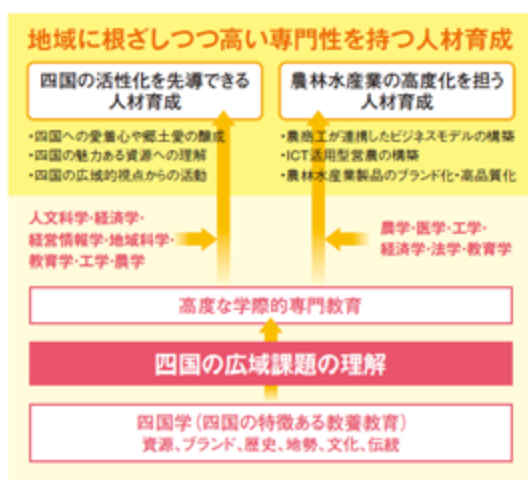 地域に根ざしつつ高い専門性を持つ人材育成
四国の活性化を先導できる
人材育成
・四国への愛着心や郷土愛の醸成
・四国の魅力ある資源への理解
・四国の広域的視点からの活動
農林水産業の高度化を担う
人材育成
・農商工が連携したビジネスモデルの構築
・ICT活用型営農の構築
・農林水産業製品のブランド化・高品質化
人文科学・経済学・
経営情報学・地域科学・
教育学・工学・農学
農学・医学・工学・
経済学・法学・教育学
高度な学際的専門教育
四国の広域課題の理解
四国学(四国の特徴ある教養教育)
資源、ブランド、歴史、地勢、文化、伝統